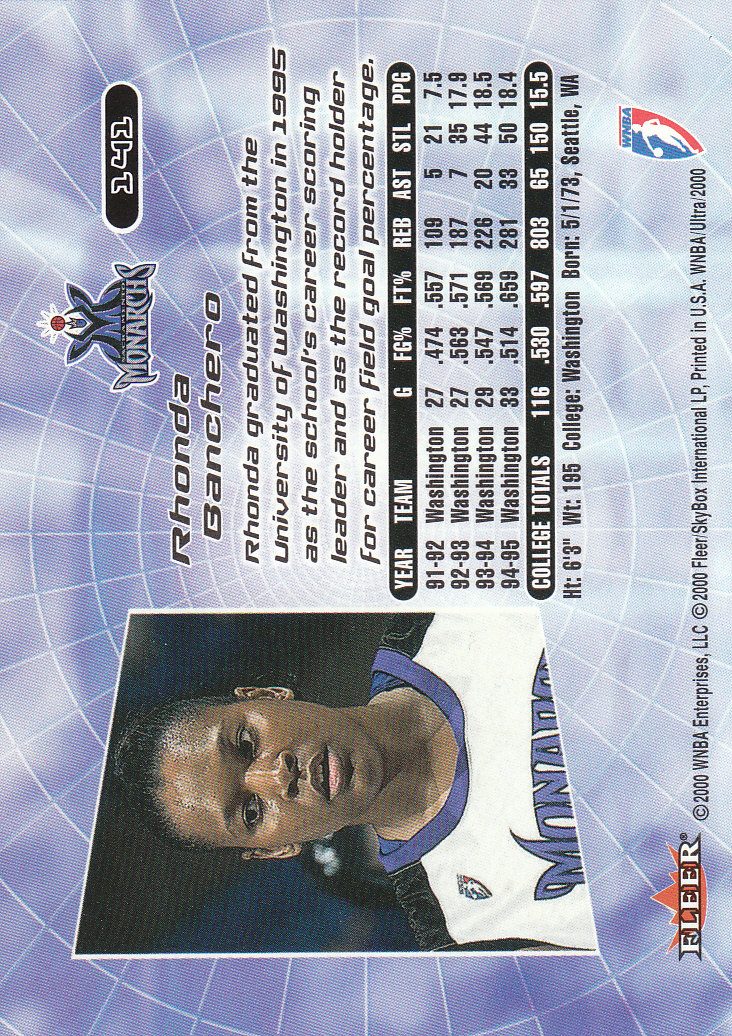 141
SACRAMENTO
MONARCHS
Rhonda
Banchero
Rhonda graduated from the
University of Washington in 1995
as the school's career scoring
leader and as the record holder
for career field goal percentage.
YEAR TEAM G FG% FT% REB AST STL PPG
91-92 Washington 27 .474 .557 109 5 21 7.5
92-93 Washington 27 .563 .571 187 7 35 17.9
93-94 Washington 29 .547 .569 226 20 44 18.5
94-95 Washington 33 .514 .659 281 33 50 18.4
COLLEGE TOTALS 116 .530 .597 803 65 150 15.5
Ht: 6'3" Wt: 195 College: Washington Born: 5/1/73, Seattle, WA
WNBA
MONAR
FLEER®
©2000 WNBA Enterprises, LLC ©2000 Fleer/SkyBox International LP, Printed in U.S.A. WNBA/Ultra/2000